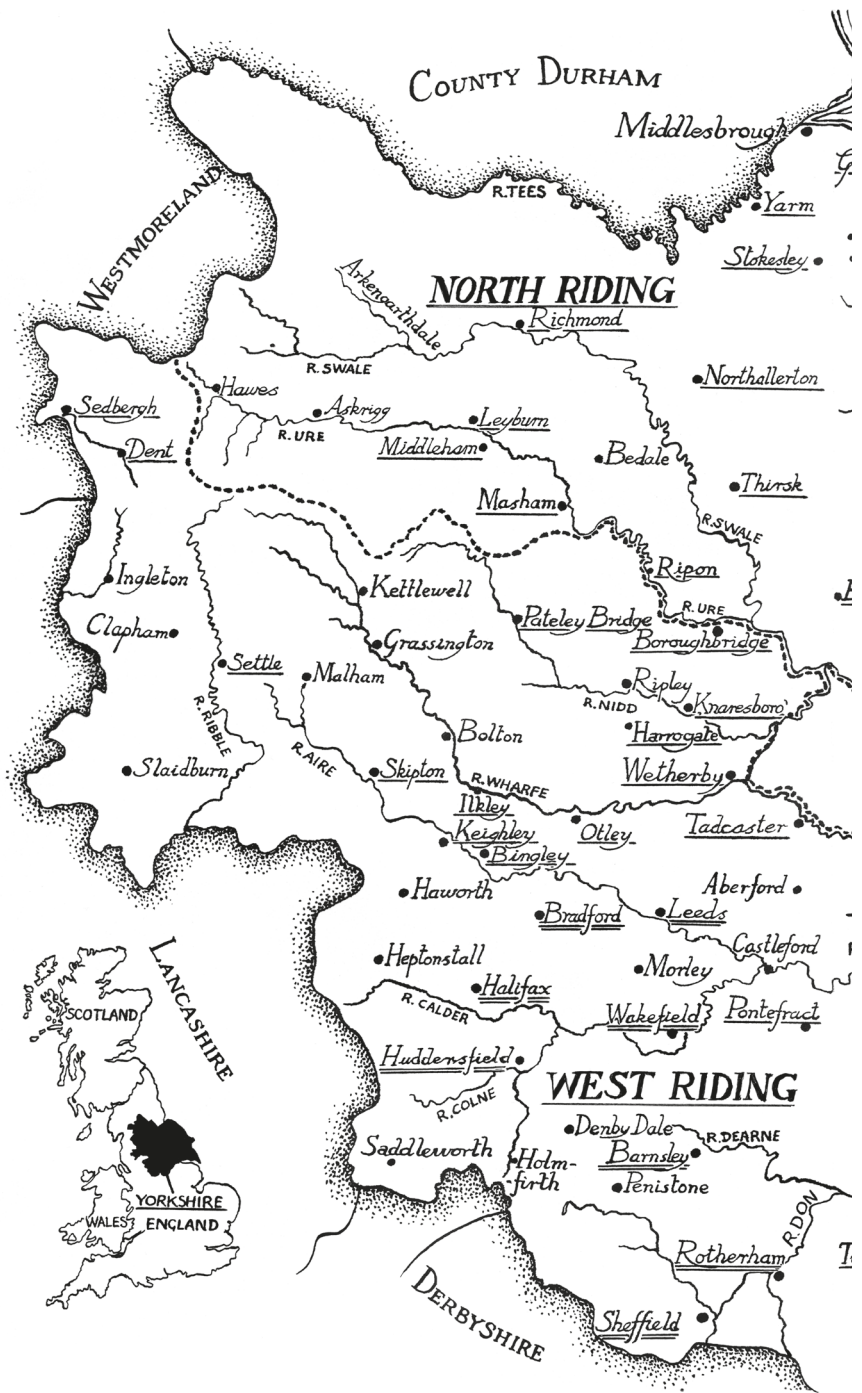 COUNTY DURHAM
Middlesbrough
WESTMORELAND
R.TEES
Yarm
Stokesley
Arkengarthdale
NORTH RIDING
Richmond
R. SWALE
Northallerton
Hawes
Sedbergh
Askrigg
Leyburn
R. URE
Dent
Middleham
Bedale
Thirsk
Masham
R. SWALE
Ingleton
Kettlewell
Ripon
R. URE
Pateley Bridge
Clapham
Grassington
Boroughbridge
Settle
Malham
Ripley
R. NIDD
Knaresboro'
R. RIBBLE
Bolton
Harrogate
R. AIRE
Slaidburn
Skipton
R. WHARFE
Wetherby
Ilkley
Otley
Tadcaster
Keighley
Bingley
Haworth
Aberford
Bradford
Leeds
LANCASHIRE
Heptonstall
Morley
Castleford
Halifax
R. CALDER
Wakefield
Pontefract
SCOTLAND
Huddensfield
WEST RIDING
R. COLNE
Denby Dale
R. DEARNE
Saddleworth
Barnsley
Holm-
firth
Penistone
YORKSHIRE
WALES
ENGLAND
R. DON
Rotherham
DERBYSHIRE
Sheffield